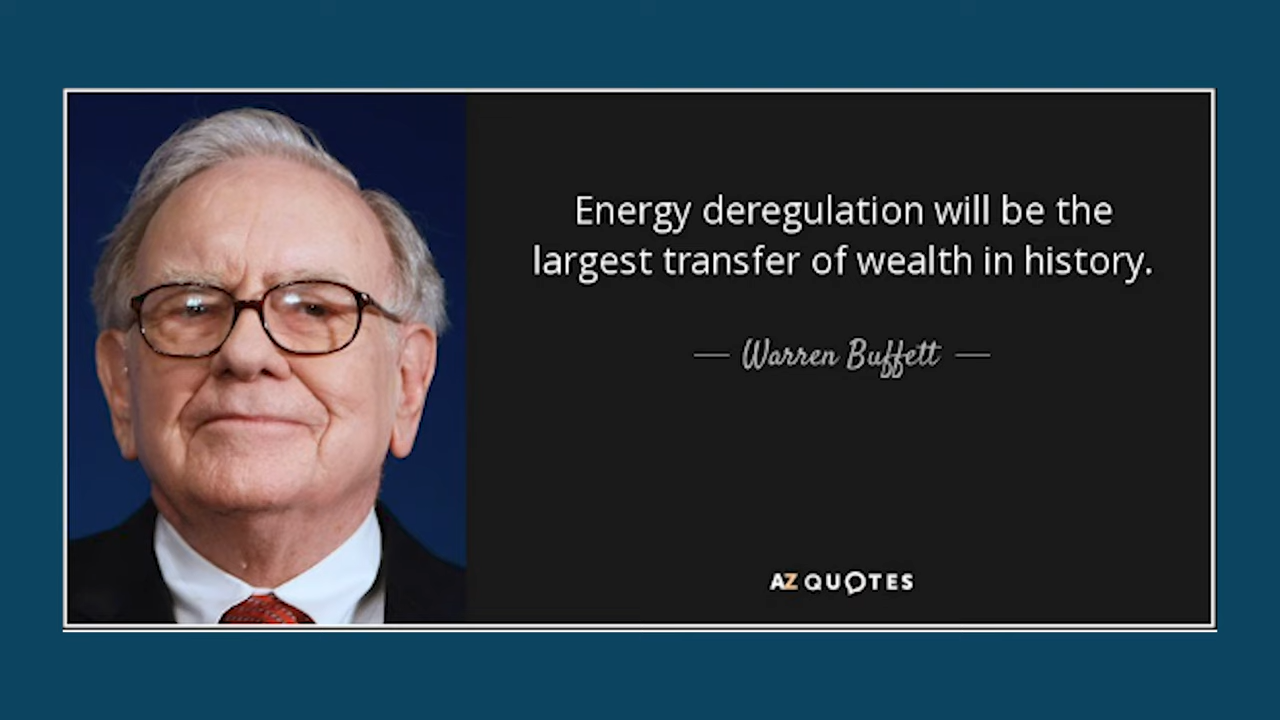 Energy deregulation will be the
largest transfer of wealth in history.
— Warren Buffett —
AZ QUOTES